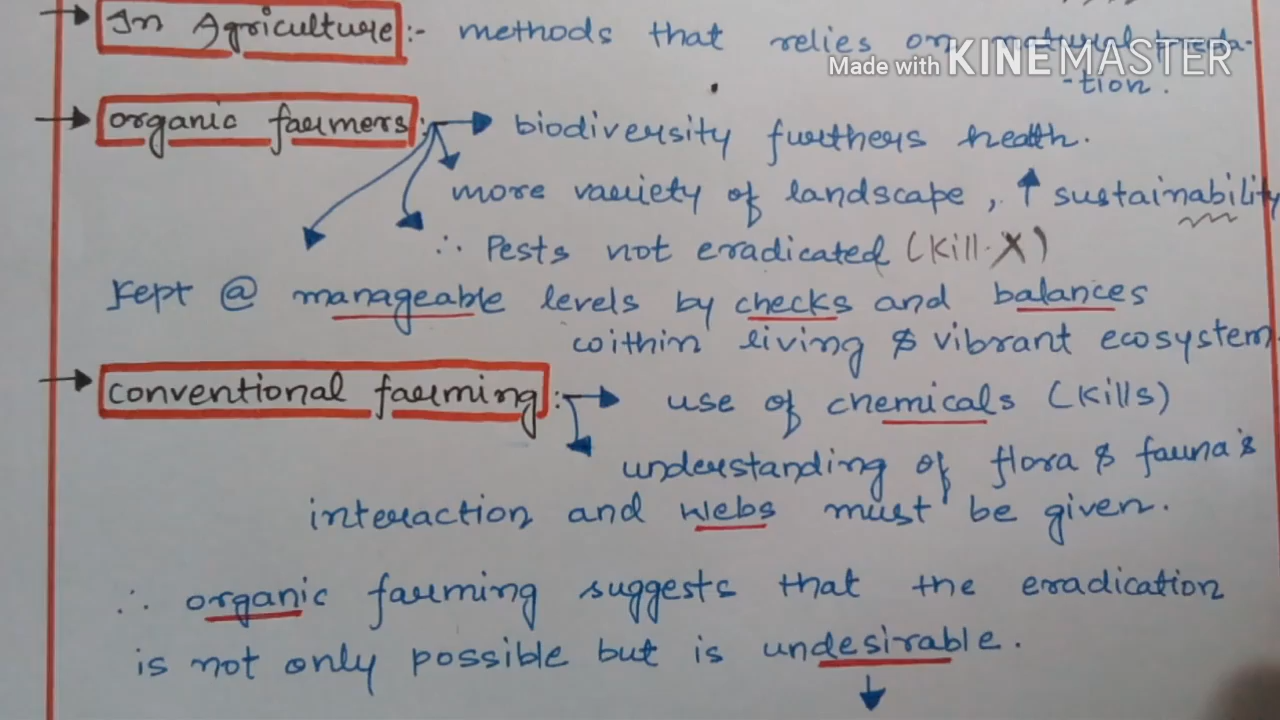 → In Agriculture :- methods that relies on natural preda-
Made with KINEMASTER
-tion.
→ organic farmers :→ biodiversity furthers health.
more variety of landscape, ↑ sustainability
∴ Pests not eradicated (Kill X)
kept @ manageable levels by checks and balances
within living & vibrant ecosystem.
→ conventional farming :→ use of chemicals (Kills)
understanding of flora & fauna's
interaction and webs must be given.
∴ organic farming suggests that the eradication
is not only possible but is undesirable.